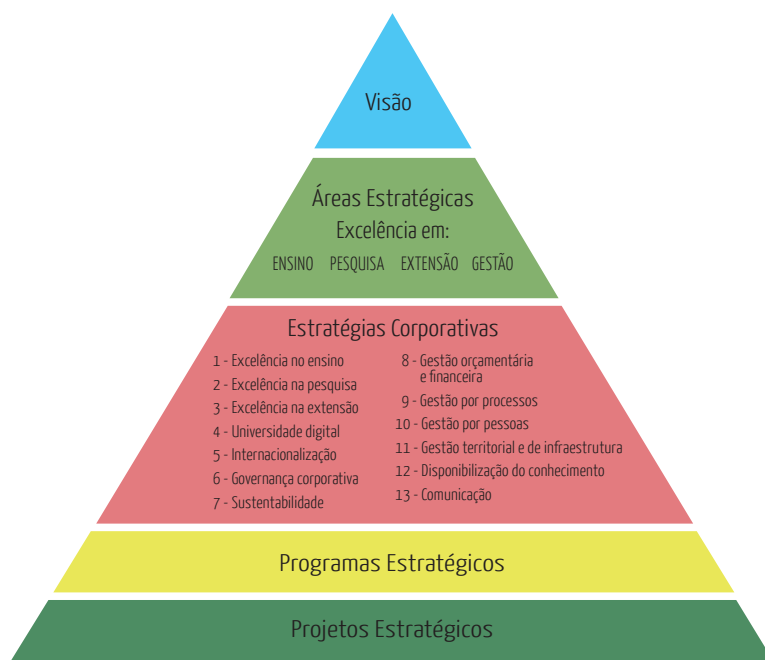 Visão
Áreas Estratégicas
Excelência em:
ENSINO PESQUISA EXTENSÃO GESTÃO
Estratégias Corporativas
1 - Excelência no ensino
2 - Excelência na pesquisa
3 - Excelência na extensão
4 - Universidade digital
5 - Internacionalização
6 - Governança corporativa
7 - Sustentabilidade
8 - Gestão orçamentária
e financeira
9 - Gestão por processos
10 - Gestão por pessoas
11 - Gestão territorial e de infraestrutura
12 - Disponibilização do conhecimento
13 - Comunicação
Programas Estratégicos
Projetos Estratégicos